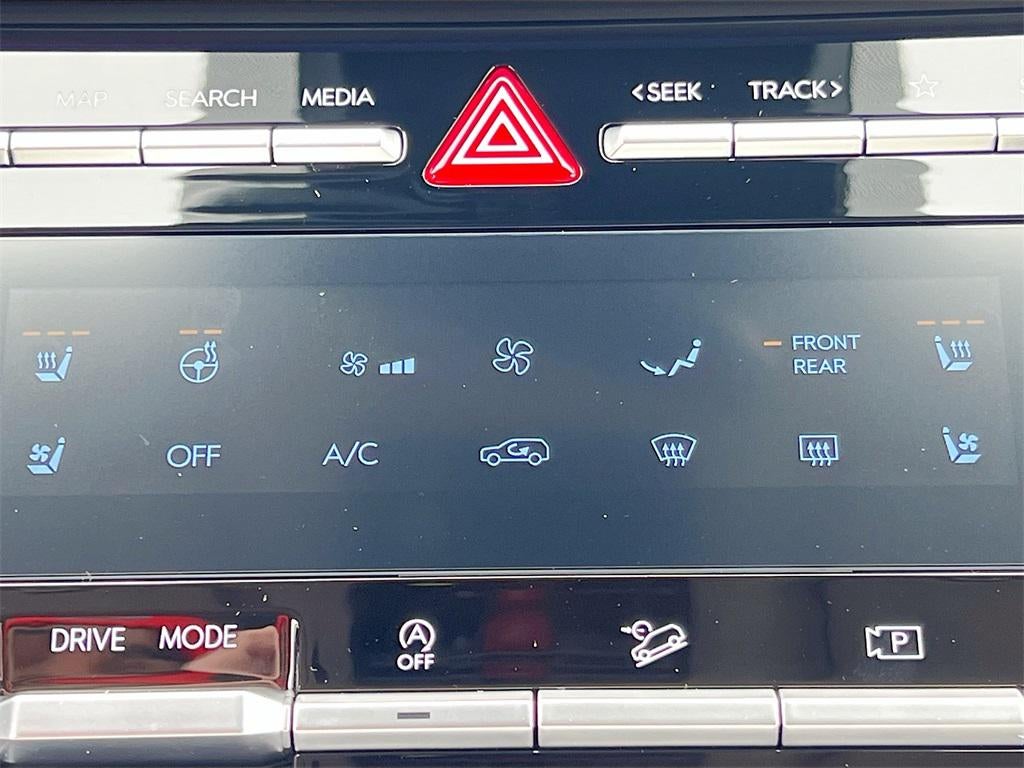 MAP SEARCH MEDIA <SEEK TRACK>
FRONT
REAR
OFF A/C
DRIVE MODE A P
OFF